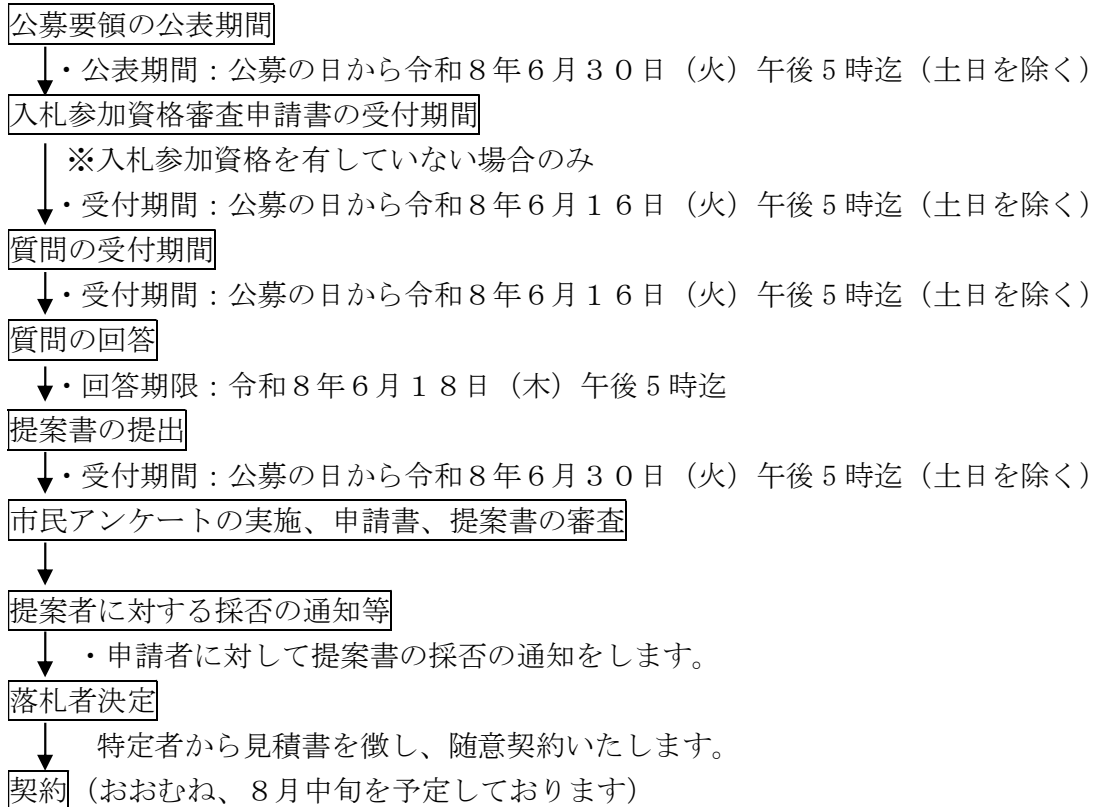 公募要領の公表期間
・公表期間：公募の日から令和８年６月３０日（火）午後５時迄（土日を除く）
入札参加資格審査申請書の受付期間
※入札参加資格を有していない場合のみ
・受付期間：公募の日から令和８年６月１６日（火）午後５時迄（土日を除く）
質問の受付期間
・受付期間：公募の日から令和８年６月１６日（火）午後５時迄（土日を除く）
質問の回答
・回答期限：令和８年６月１８日（木）午後５時迄
提案書の提出
・受付期間：公募の日から令和８年６月３０日（火）午後５時迄（土日を除く）
市民アンケートの実施、申請書、提案書の審査
提案者に対する採否の通知等
・申請者に対して提案書の採否の通知をします。
落札者決定
特定者から見積書を徴し、随意契約いたします。
契約（おおむね、８月中旬を予定しております）